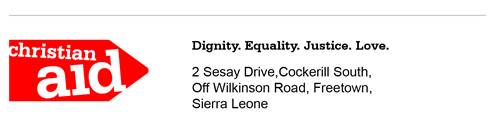 christian
aid
Dignity. Equality. Justice. Love.
2 Sesay Drive,Cockerill South,
Off Wilkinson Road, Freetown,
Sierra Leone